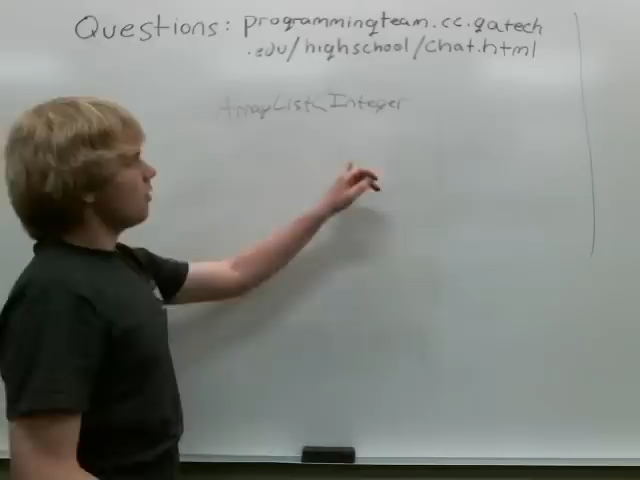 Questions: programmingteam.cc.gatech
.edu/highschool/chat.html
ArrayList<Integer